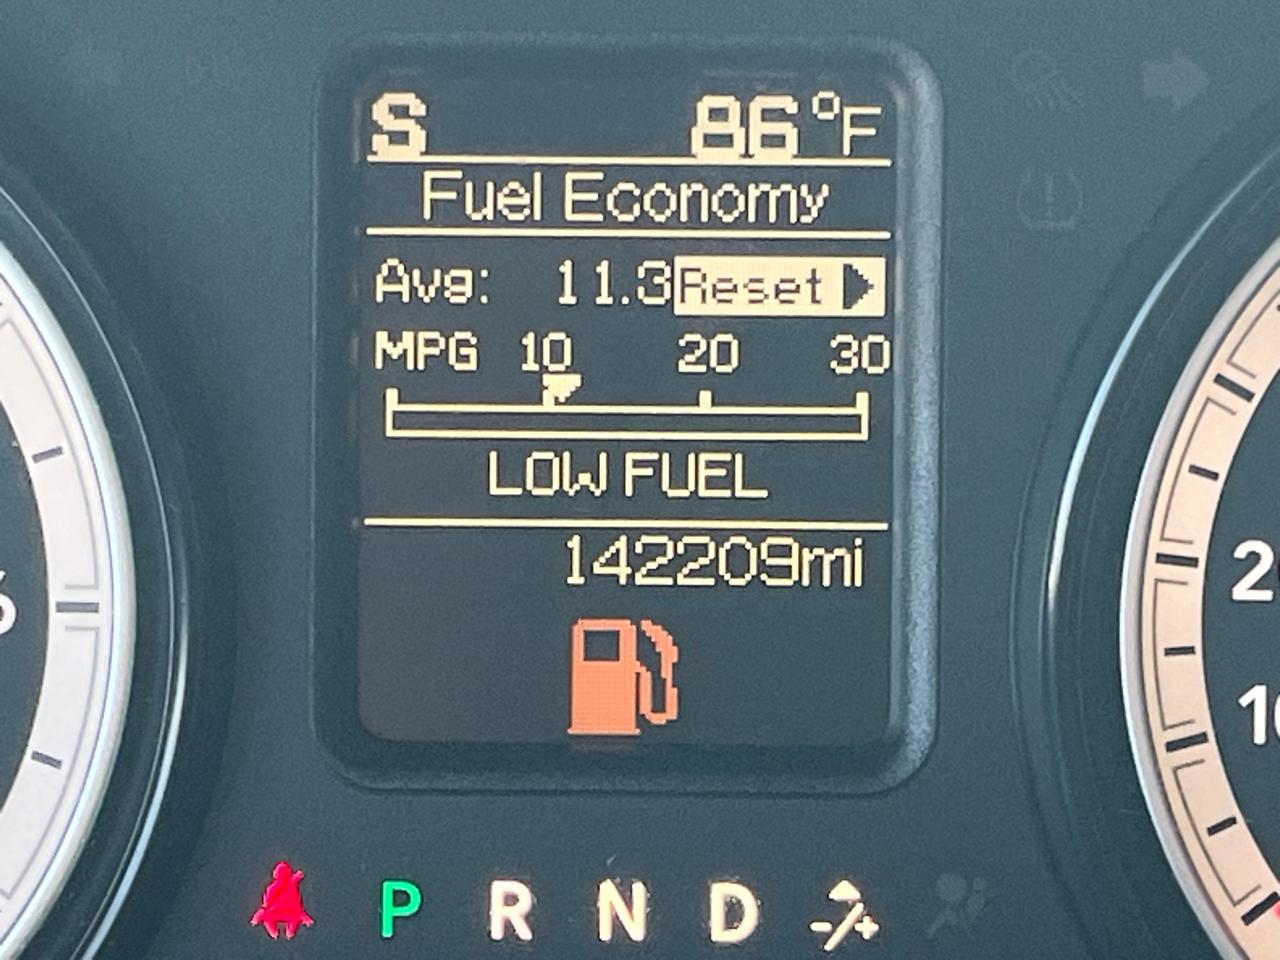 S 86°F
Fuel Economy
Avg: 11.3 Reset
MPG 10 20 30
LOW FUEL
142209mi
P R N D -/+